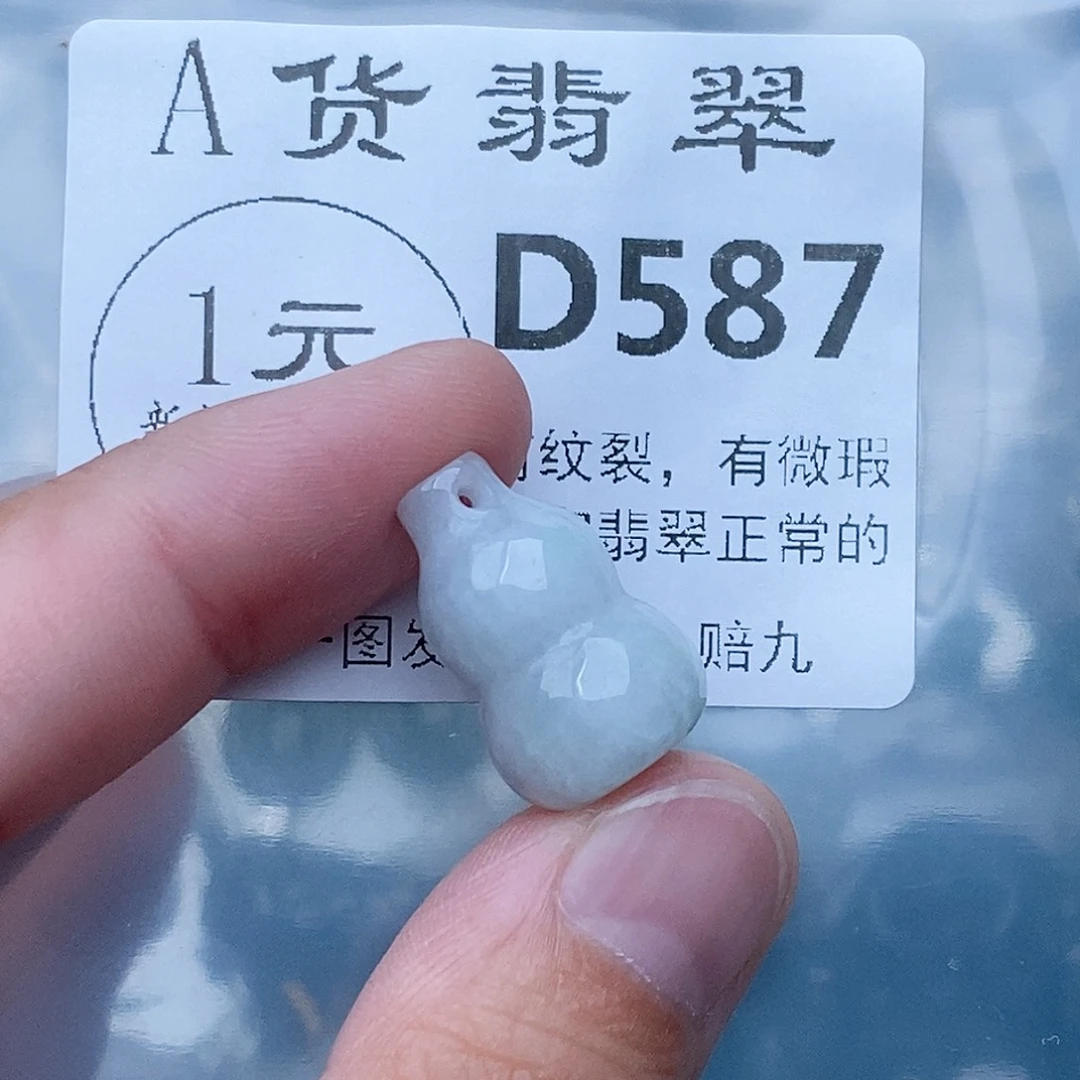 A货翡翠
D587
1元
纹裂，有微瑕
翡翠正常的
图发 赔九